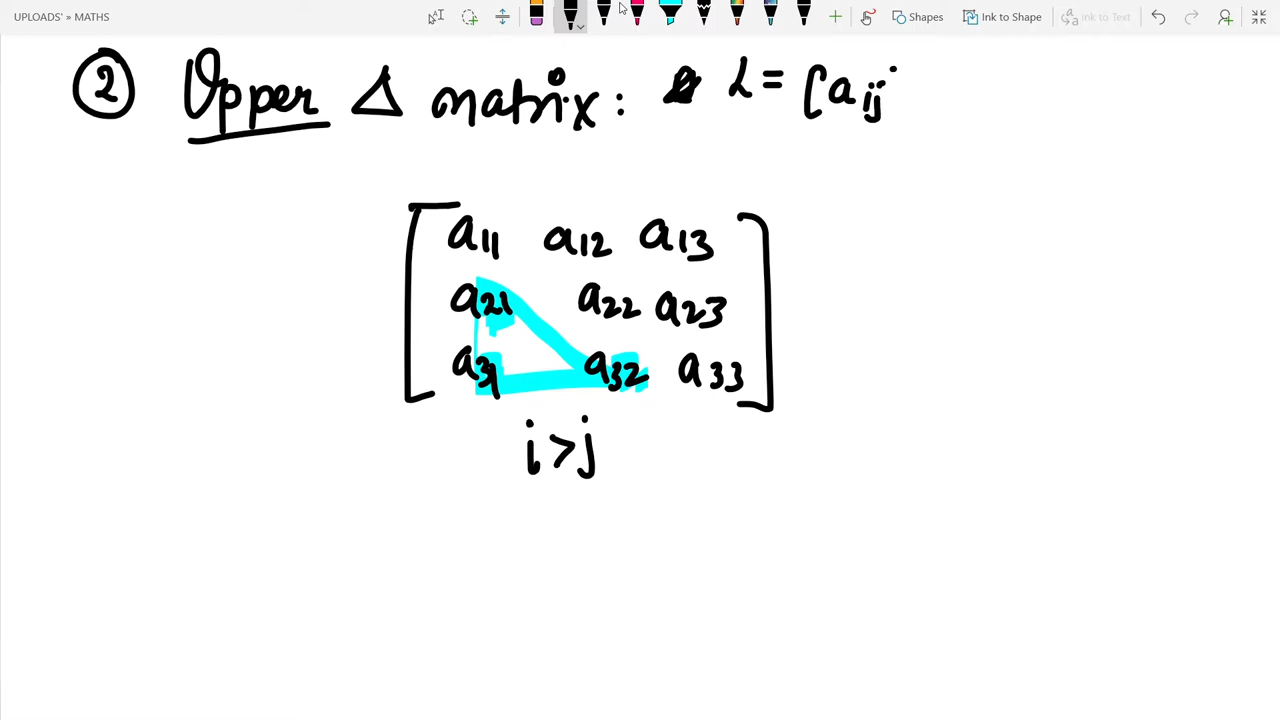 UPLOADS' » MATHS
Shapes Ink to Shape Ink to Text
② Upper Δ matrix: L = [aij
a11 a12 a13
a21 a22 a23
a31 a32 a33
i>j